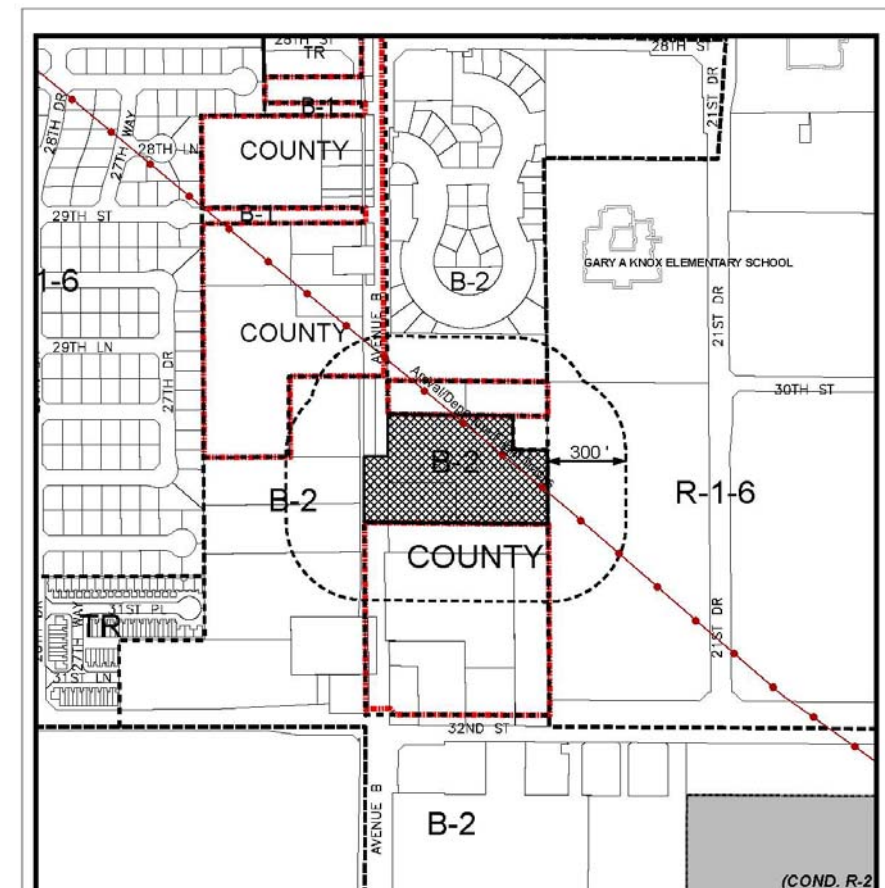 28TH ST
TR
28TH ST
21ST DR
B-1
28TH DR
27TH WAY
28TH LN
COUNTY
29TH ST
B-1
GARY A KNOX ELEMENTARY SCHOOL
1-6
B-2
21ST DR
AVENUE B
COUNTY
29TH LN
27TH DR
30TH ST
B-2
300 '
B-2
R-1-6
COUNTY
31ST PL
TR
27TH WAY
21ST DR
31ST LN
32ND ST
AVENUE B
B-2
(COND. R-2